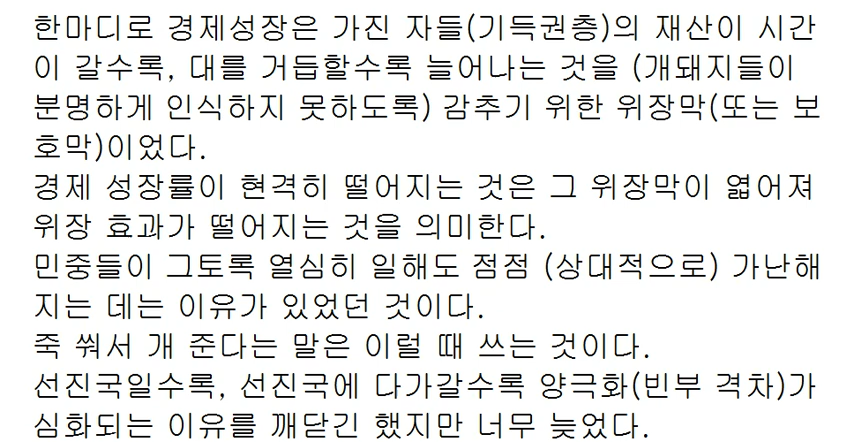 한마디로 경제성장은 가진 자들(기득권층)의 재산이 시간
이 갈수록, 대를 거듭할수록 늘어나는 것을 (개돼지들이
분명하게 인식하지 못하도록) 감추기 위한 위장막(또는 보
호막)이었다.
경제 성장률이 현격히 떨어지는 것은 그 위장막이 엷어져
위장 효과가 떨어지는 것을 의미한다.
민중들이 그토록 열심히 일해도 점점 (상대적으로) 가난해
지는 데는 이유가 있었던 것이다.
죽 쒀서 개 준다는 말은 이럴 때 쓰는 것이다.
선진국일수록, 선진국에 다가갈수록 양극화(빈부 격차)가
심화되는 이유를 깨닫긴 했지만 너무 늦었다.